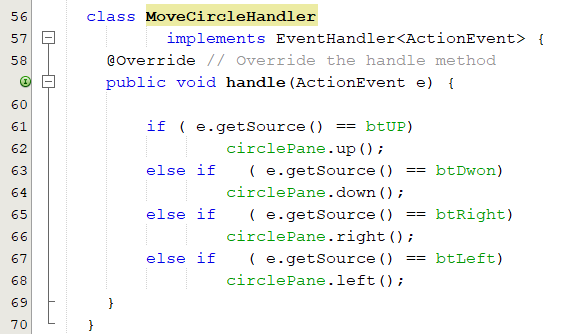 56 class MoveCircleHandler
57 implements EventHandler<ActionEvent> {
58 @Override // Override the handle method
public void handle(ActionEvent e) {
60
61 if ( e.getSource() == btUP)
62 circlePane.up();
63 else if ( e.getSource() == btDwon)
64 circlePane.down();
65 else if ( e.getSource() == btRight)
66 circlePane.right();
67 else if ( e.getSource() == btLeft)
68 circlePane.left();
69 }
70 }